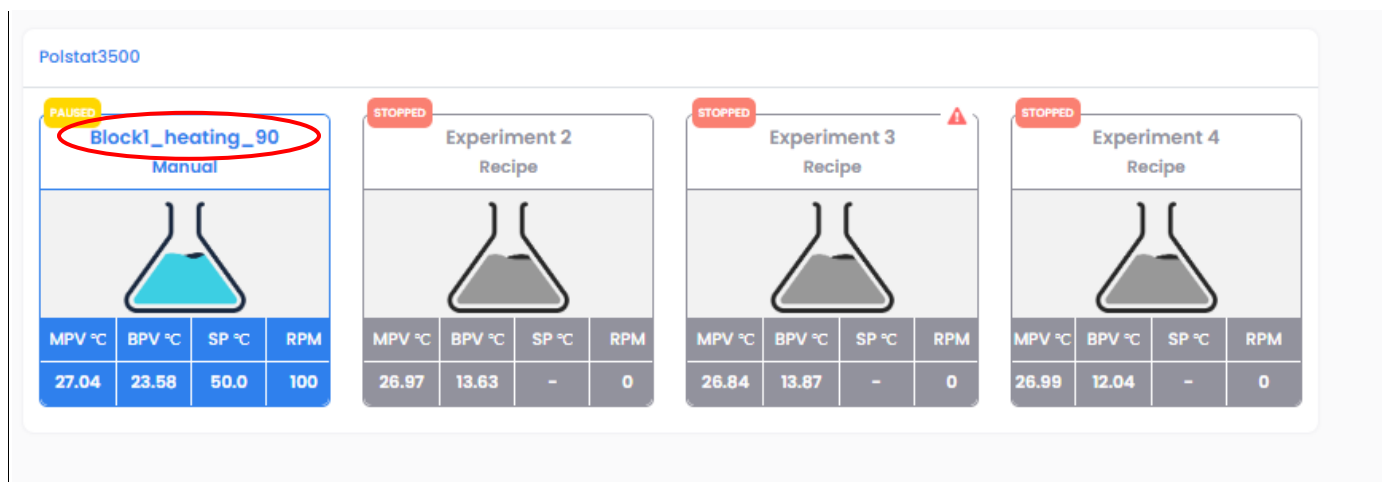 Polstat3500
PAUSED
Block1_heating_90
Manual
MPV °C BPV °C SP °C RPM
27.04 23.58 50.0 100
STOPPED
Experiment 2
Recipe
MPV °C BPV °C SP °C RPM
26.97 13.63 - 0
STOPPED
Experiment 3
Recipe
MPV °C BPV °C SP °C RPM
26.84 13.87 - 0
STOPPED
Experiment 4
Recipe
MPV °C BPV °C SP °C RPM
26.99 12.04 - 0